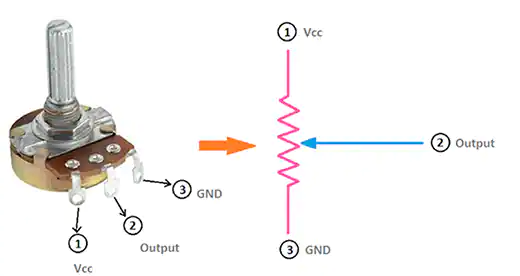 1 Vcc
2 Output
3 GND
3 GND
2
Output
1
Vcc